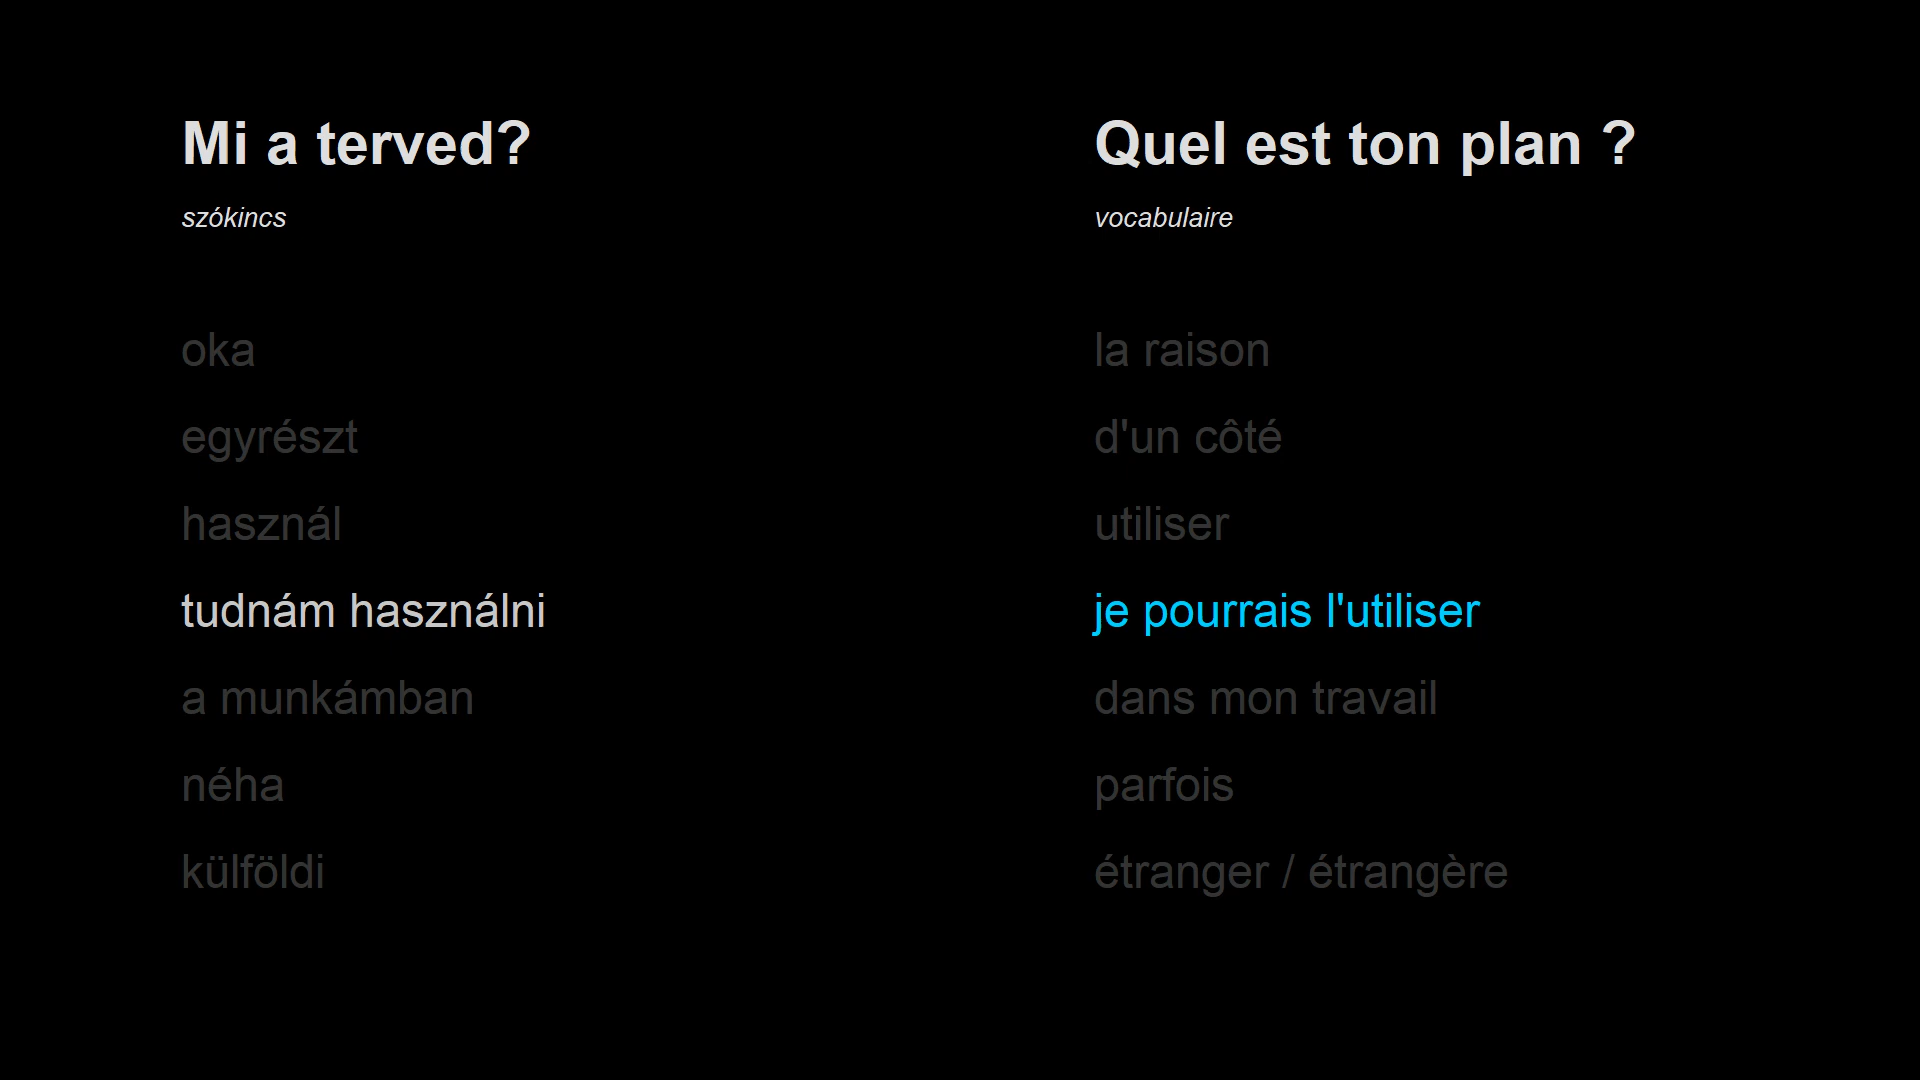 Mi a terved?
szókincs
oka
egyrészt
használ
tudnám használni
a munkámban
néha
külföldi
Quel est ton plan ?
vocabulaire
la raison
d'un côté
utiliser
je pourrais l'utiliser
dans mon travail
parfois
étranger / étrangère